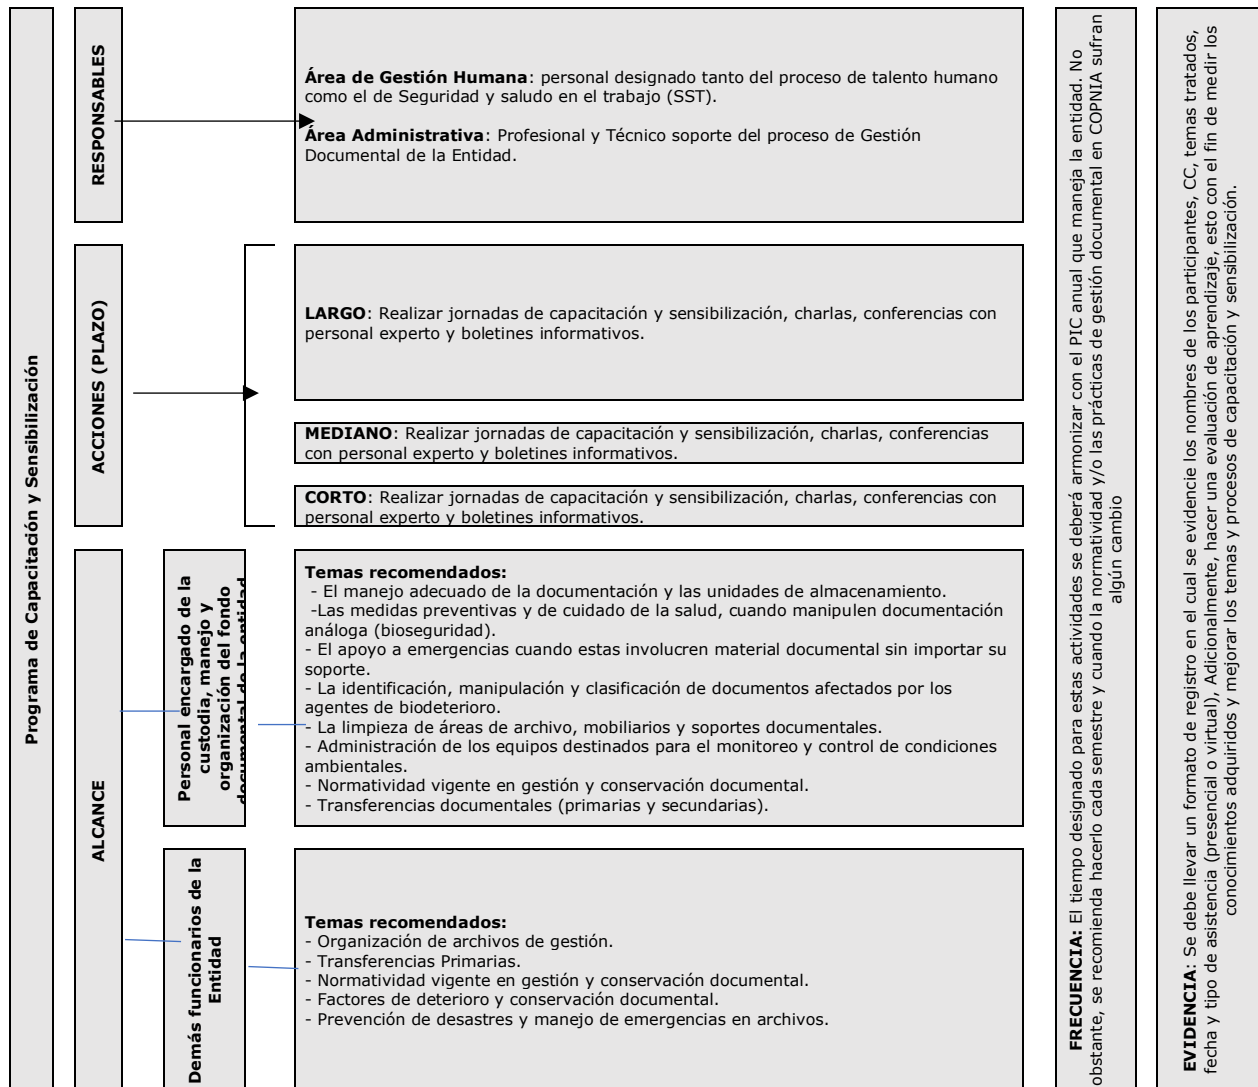 Programa de Capacitación y Sensibilización
RESPONSABLES
Área de Gestión Humana: personal designado tanto del proceso de talento humano
como el de Seguridad y saludo en el trabajo (SST).
Área Administrativa: Profesional y Técnico soporte del proceso de Gestión
Documental de la Entidad.
ACCIONES (PLAZO)
LARGO: Realizar jornadas de capacitación y sensibilización, charlas, conferencias con
personal experto y boletines informativos.
MEDIANO: Realizar jornadas de capacitación y sensibilización, charlas, conferencias
con personal experto y boletines informativos.
CORTO: Realizar jornadas de capacitación y sensibilización, charlas, conferencias con
personal experto y boletines informativos.
ALCANCE
Personal encargado de la
custodia, manejo y
organización del fondo
documental de la entidad
Temas recomendados:
- El manejo adecuado de la documentación y las unidades de almacenamiento.
-Las medidas preventivas y de cuidado de la salud, cuando manipulen documentación
análoga (bioseguridad).
- El apoyo a emergencias cuando estas involucren material documental sin importar su
soporte.
- La identificación, manipulación y clasificación de documentos afectados por los
agentes de biodeterioro.
- La limpieza de áreas de archivo, mobiliarios y soportes documentales.
- Administración de los equipos destinados para el monitoreo y control de condiciones
ambientales.
- Normatividad vigente en gestión y conservación documental.
- Transferencias documentales (primarias y secundarias).
Demás funcionarios de la
Entidad
Temas recomendados:
- Organización de archivos de gestión.
- Transferencias Primarias.
- Normatividad vigente en gestión y conservación documental.
- Factores de deterioro y conservación documental.
- Prevención de desastres y manejo de emergencias en archivos.
FRECUENCIA: El tiempo designado para estas actividades se deberá armonizar con el PIC anual que maneja la entidad. No
obstante, se recomienda hacerlo cada semestre y cuando la normatividad y/o las prácticas de gestión documental en COPNIA sufran
algún cambio
EVIDENCIA: Se debe llevar un formato de registro en el cual se evidencie los nombres de los participantes, CC, temas tratados,
fecha y tipo de asistencia (presencial o virtual), Adicionalmente, hacer una evaluación de aprendizaje, esto con el fin de medir los
conocimientos adquiridos y mejorar los temas y procesos de capacitación y sensibilización.